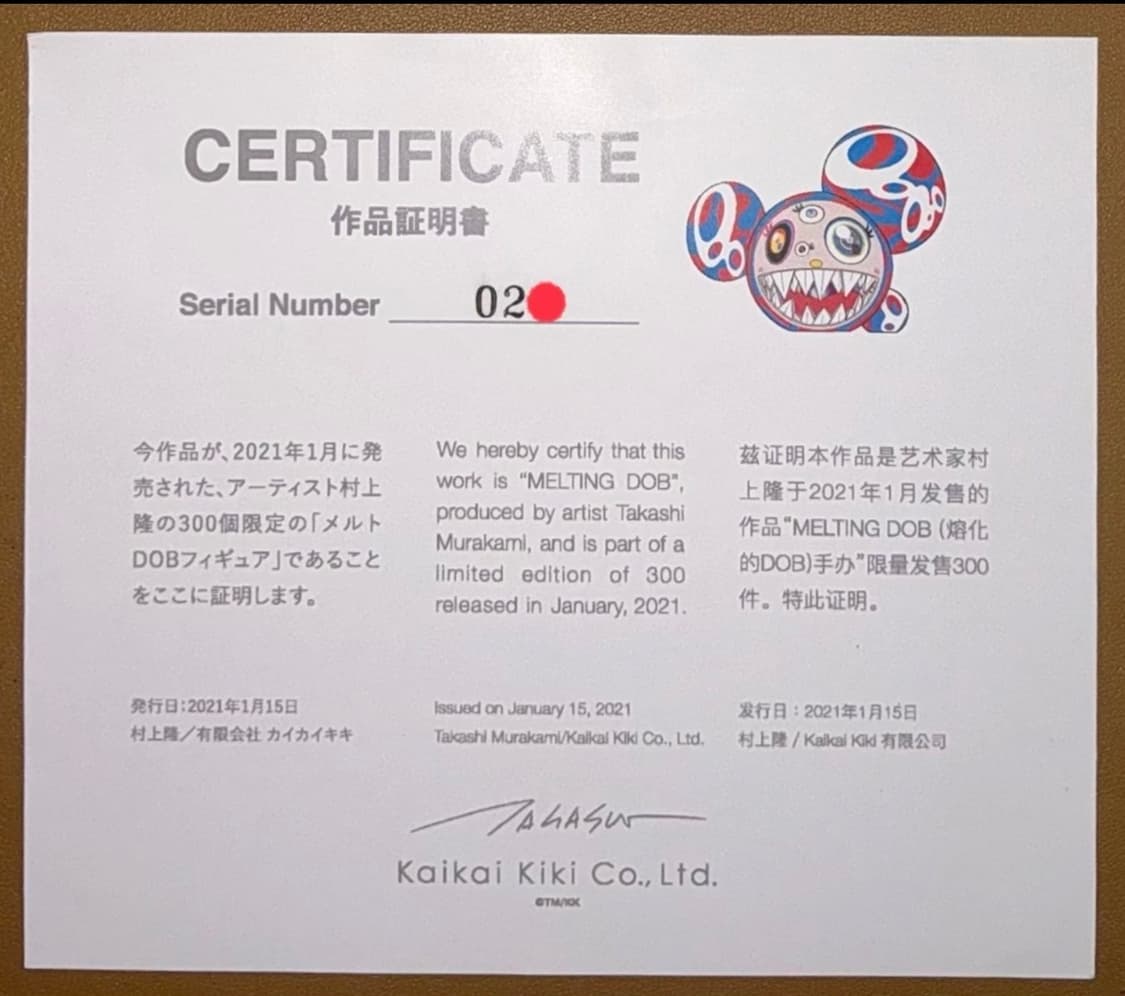 CERTIFICATE
作品証明書
Serial Number 02
今作品が、2021年1月に発
売された、アーティスト村上
隆の300個限定の「メルト
DOBフィギュア」であること
をここに証明します。
We hereby certify that this
work is “MELTING DOB”,
produced by artist Takashi
Murakami, and is part of a
limited edition of 300
released in January, 2021.
兹证明本作品是艺术家村
上隆于2021年1月发售的
作品“MELTING DOB (熔化
的DOB)手办”限量发售300
件。特此证明。
発行日:2021年1月15日
村上隆／有限会社 カイカイキキ
Issued on January 15, 2021
Takashi Murakami/Kaikai Kiki Co., Ltd.
发行日：2021年1月15日
村上隆 / Kaikai Kiki 有限公司
Kaikai Kiki Co., Ltd.
©TM/KK